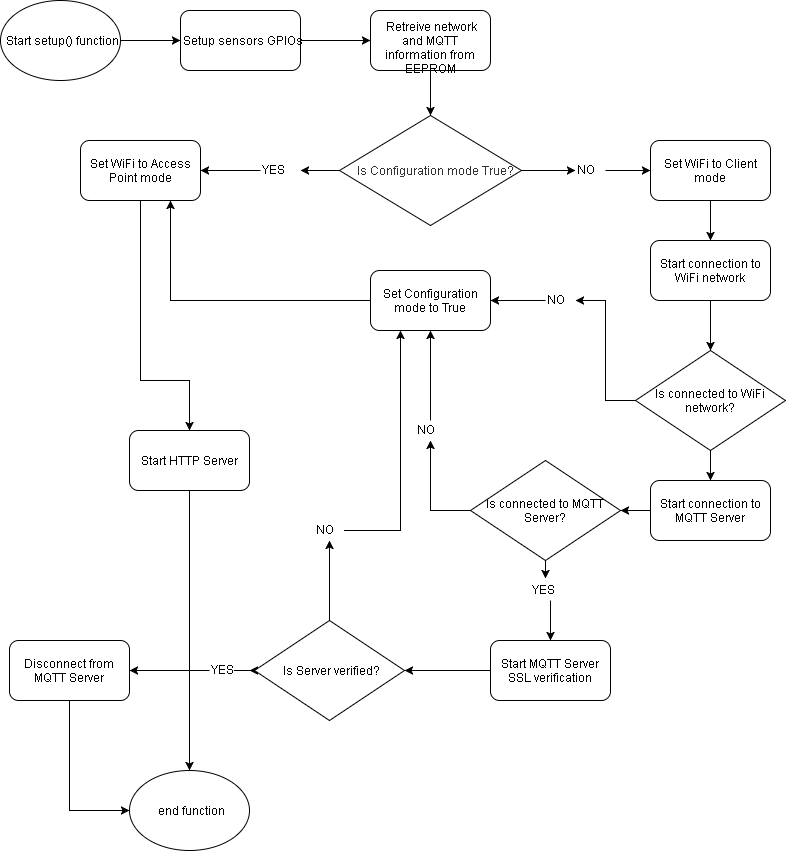 Start setup() function
Setup sensors GPIOs
Retreive network
and MQTT
information from
EEPROM
Is Configuration mode True?
YES
NO
Set WiFi to Access
Point mode
Set WiFi to Client
mode
Start connection to
WiFi network
Set Configuration
mode to True
NO
Is connected to WiFi
network?
NO
Start HTTP Server
Is connected to MQTT
Server?
Start connection to
MQTT Server
NO
YES
Disconnect from
MQTT Server
YES
Is Server verified?
Start MQTT Server
SSL verification
end function